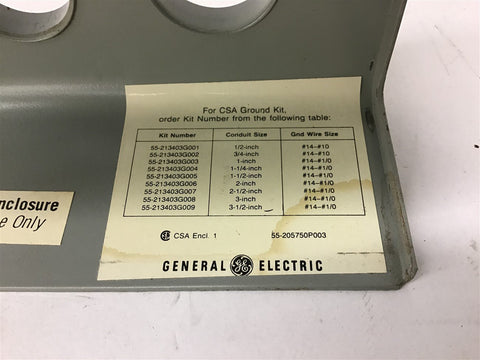 For CSA Ground Kit,
order Kit Number from the following table:
Kit Number Conduit Size Gnd Wire Size
55-213403G001 1/2-inch #14-#10
55-213403G002 3/4-inch #14-#10
55-213403G003 1-inch #14-#1/0
55-213403G004 1-1/4-inch #14-#1/0
55-213403G005 1-1/2-inch #14-#1/0
55-213403G006 2-inch #14-#1/0
55-213403G007 2-1/2-inch #14-#1/0
55-213403G008 3-inch #14-#1/0
55-213403G009 3-1/2-inch #14-#1/0
CSA Encl. 1 55-205750P003
GENERAL GE ELECTRIC
nclosure
e Only